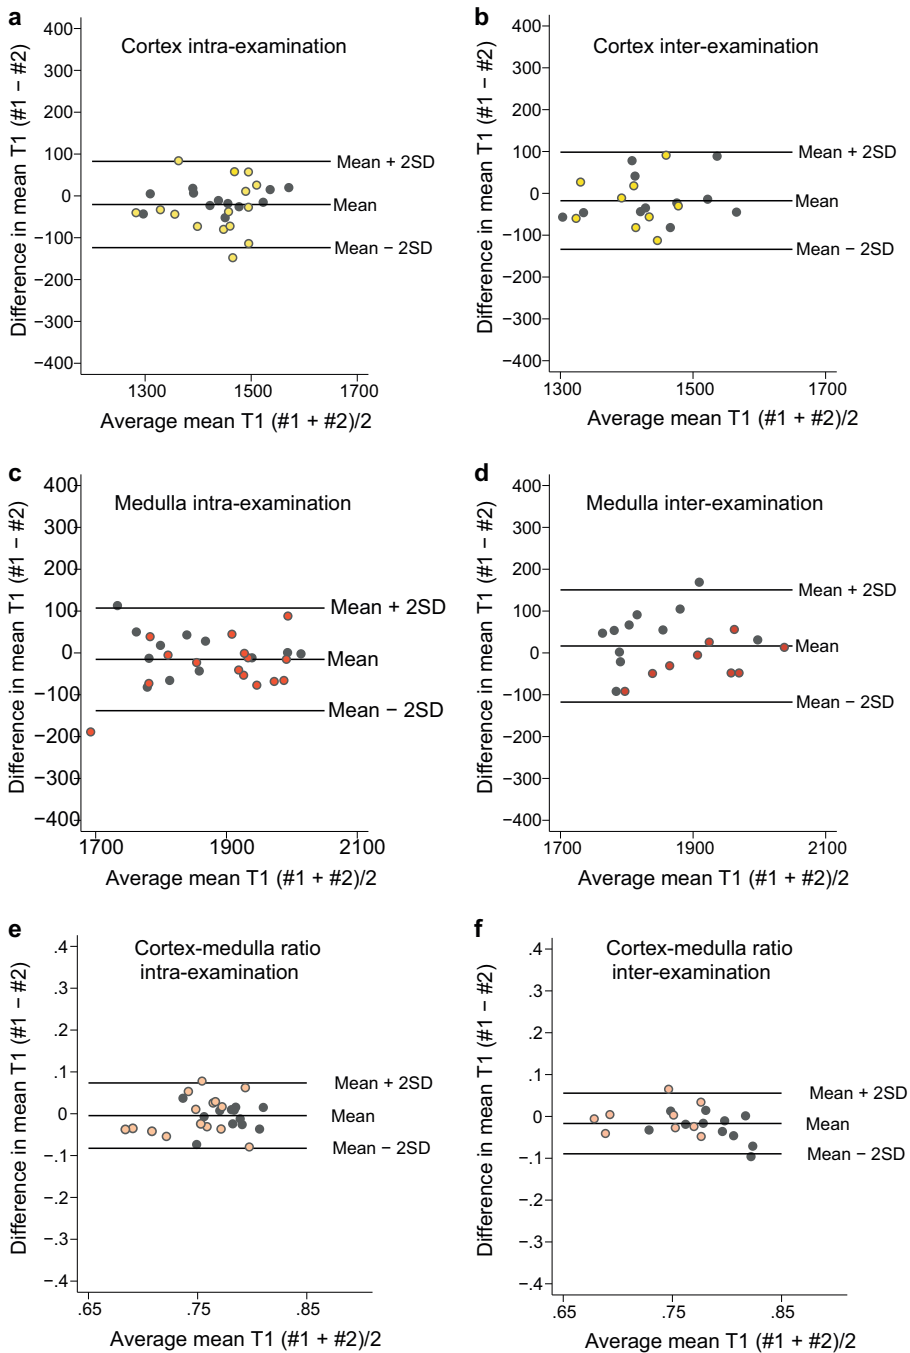 a
Cortex intra-examination
Difference in mean T1 (#1 − #2)
400
300
200
100
0
−100
−200
−300
−400
Mean + 2SD
Mean
Mean − 2SD
1300 1500 1700
Average mean T1 (#1 + #2)/2
b
Cortex inter-examination
Difference in mean T1 (#1 − #2)
400
300
200
100
0
−100
−200
−300
−400
Mean + 2SD
Mean
Mean − 2SD
1300 1500 1700
Average mean T1 (#1 + #2)/2
c
Medulla intra-examination
Difference in mean T1 (#1 − #2)
400
300
200
100
0
−100
−200
−300
−400
Mean + 2SD
Mean
Mean − 2SD
1700 1900 2100
Average mean T1 (#1 + #2)/2
d
Medulla inter-examination
Difference in mean T1 (#1 − #2)
400
300
200
100
0
−100
−200
−300
−400
Mean + 2SD
Mean
Mean − 2SD
1700 1900 2100
Average mean T1 (#1 + #2)/2
e
Cortex-medulla ratio
intra-examination
Difference in mean T1 (#1 − #2)
.4
.3
.2
.1
0
−.1
−.2
−.3
−.4
Mean + 2SD
Mean
Mean − 2SD
.65 .75 .85
Average mean T1 (#1 + #2)/2
f
Cortex-medulla ratio
inter-examination
Difference in mean T1 (#1 − #2)
.4
.3
.2
.1
0
−.1
−.2
−.3
−.4
Mean + 2SD
Mean
Mean − 2SD
.65 .75 .85
Average mean T1 (#1 + #2)/2